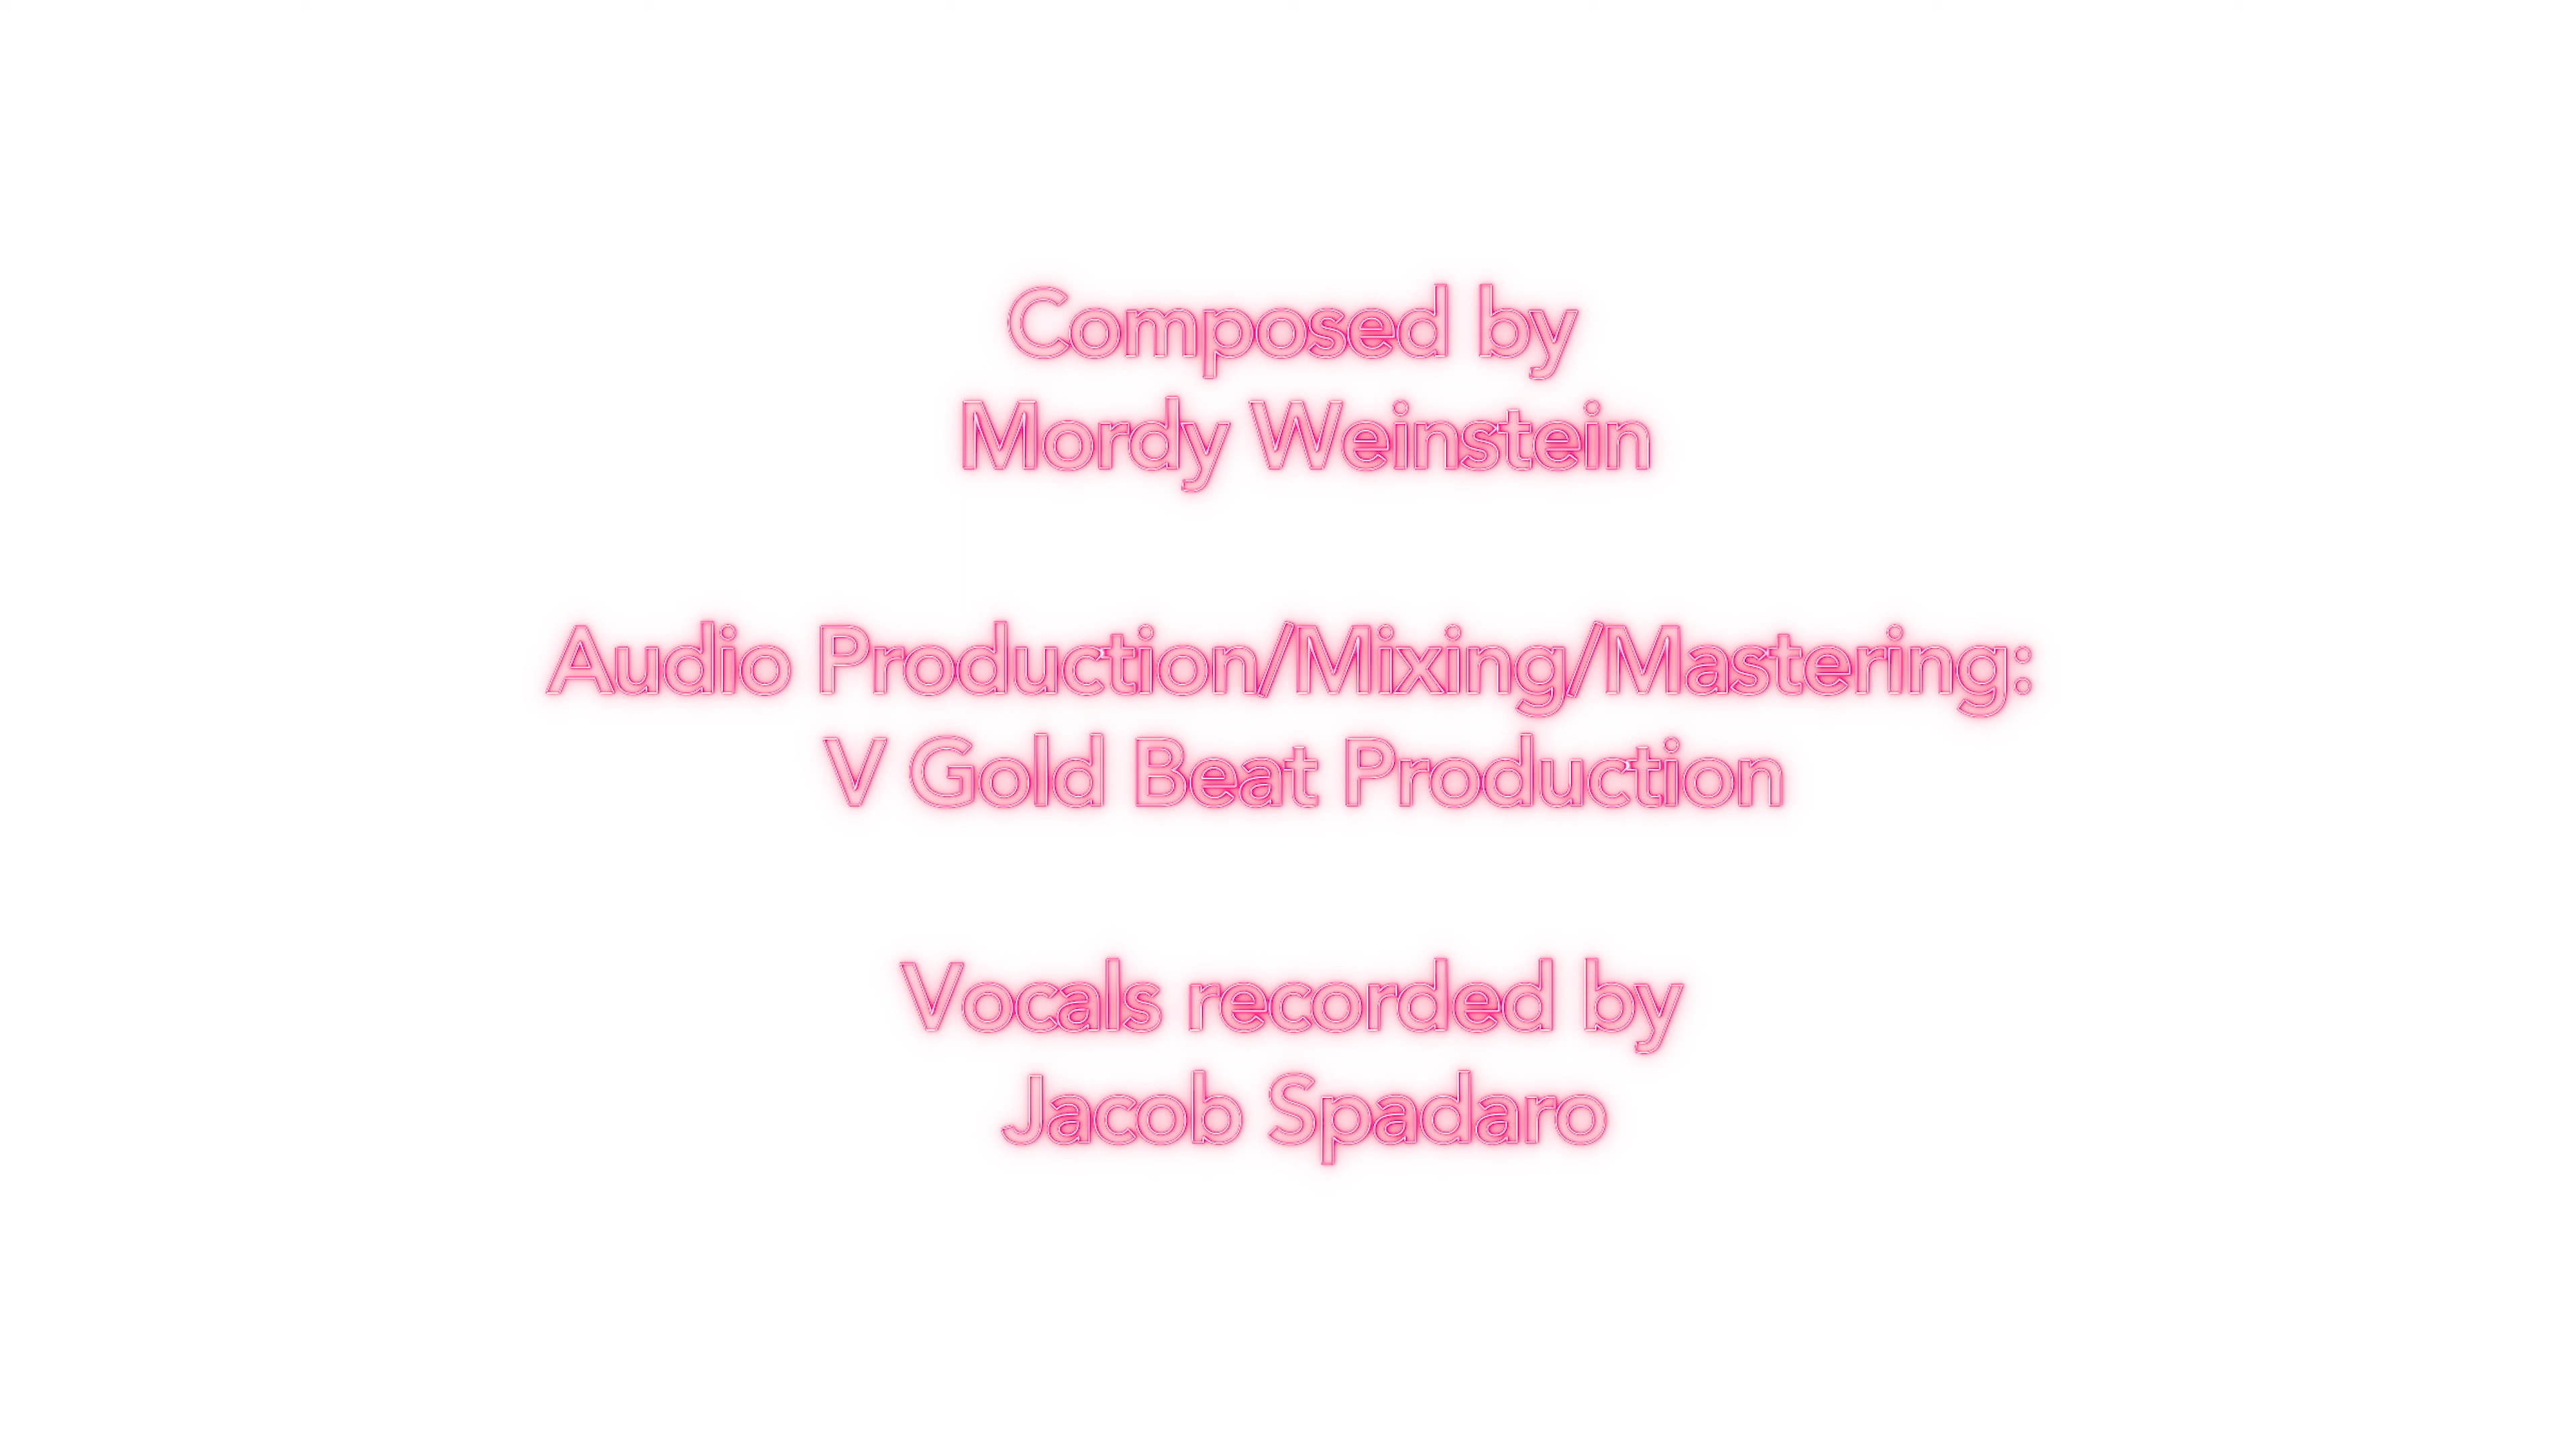 Composed by
Mordy Weinstein
Audio Production/Mixing/Mastering:
V Gold Beat Production
Vocals recorded by
Jacob Spadaro